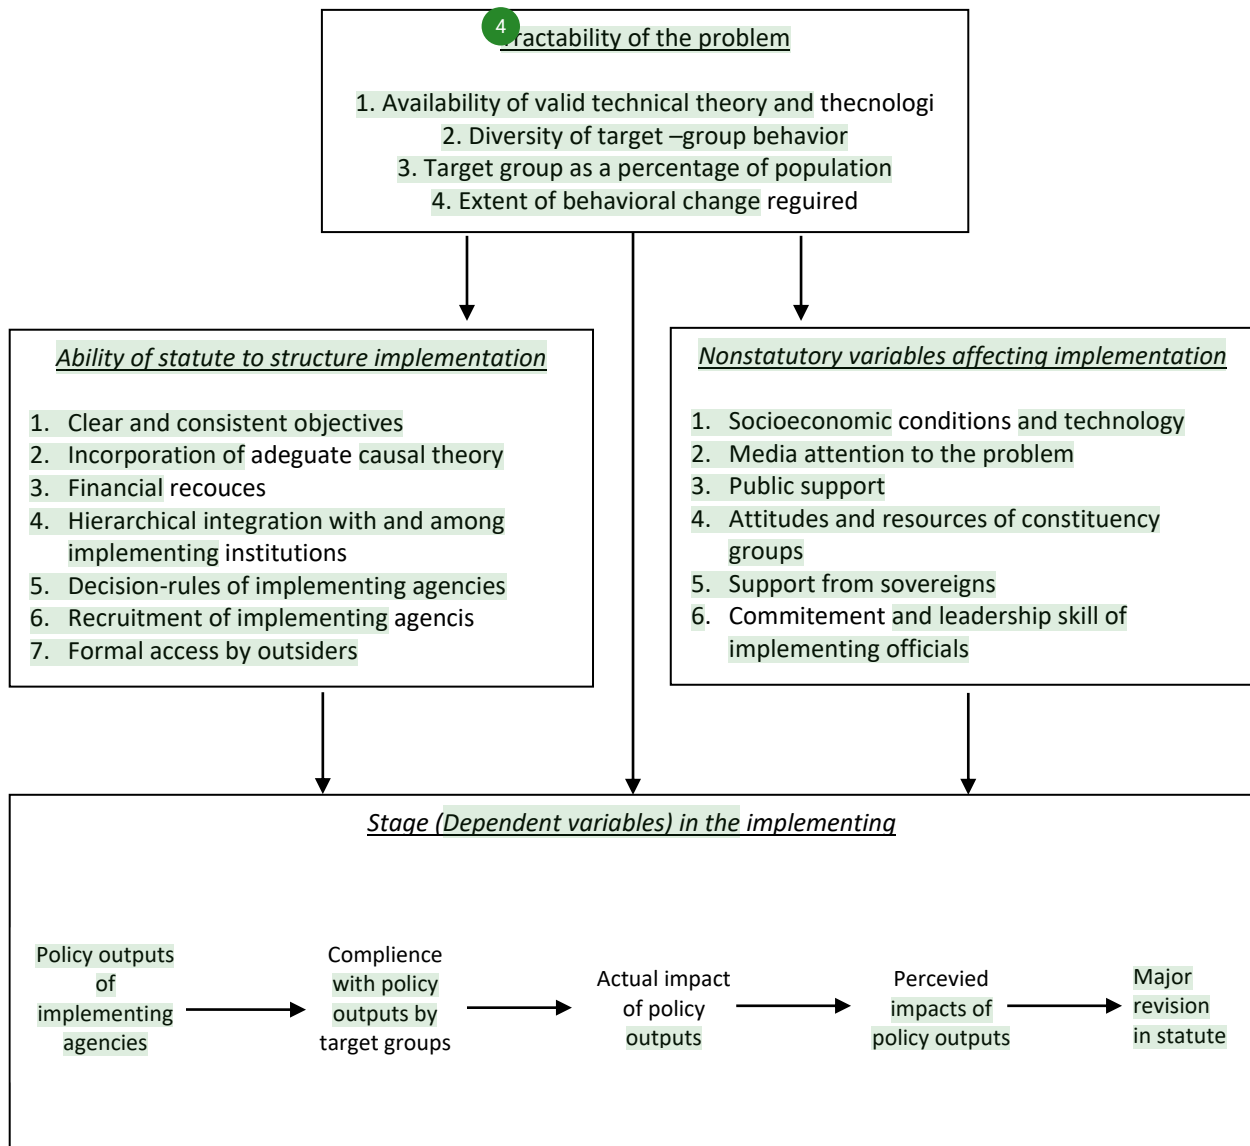 4
ractability of the problem
1. Availability of valid technical theory and thecnologi
2. Diversity of target –group behavior
3. Target group as a percentage of population
4. Extent of behavioral change reguired
Ability of statute to structure implementation
1. Clear and consistent objectives
2. Incorporation of adeguate causal theory
3. Financial recouces
4. Hierarchical integration with and among
implementing institutions
5. Decision-rules of implementing agencies
6. Recruitment of implementing agencis
7. Formal access by outsiders
Nonstatutory variables affecting implementation
1. Socioeconomic conditions and technology
2. Media attention to the problem
3. Public support
4. Attitudes and resources of constituency
groups
5. Support from sovereigns
6. Commitement and leadership skill of
implementing officials
Stage (Dependent variables) in the implementing
Policy outputs
of
implementing
agencies
Complience
with policy
outputs by
target groups
Actual impact
of policy
outputs
Percevied
impacts of
policy outputs
Major
revision
in statute